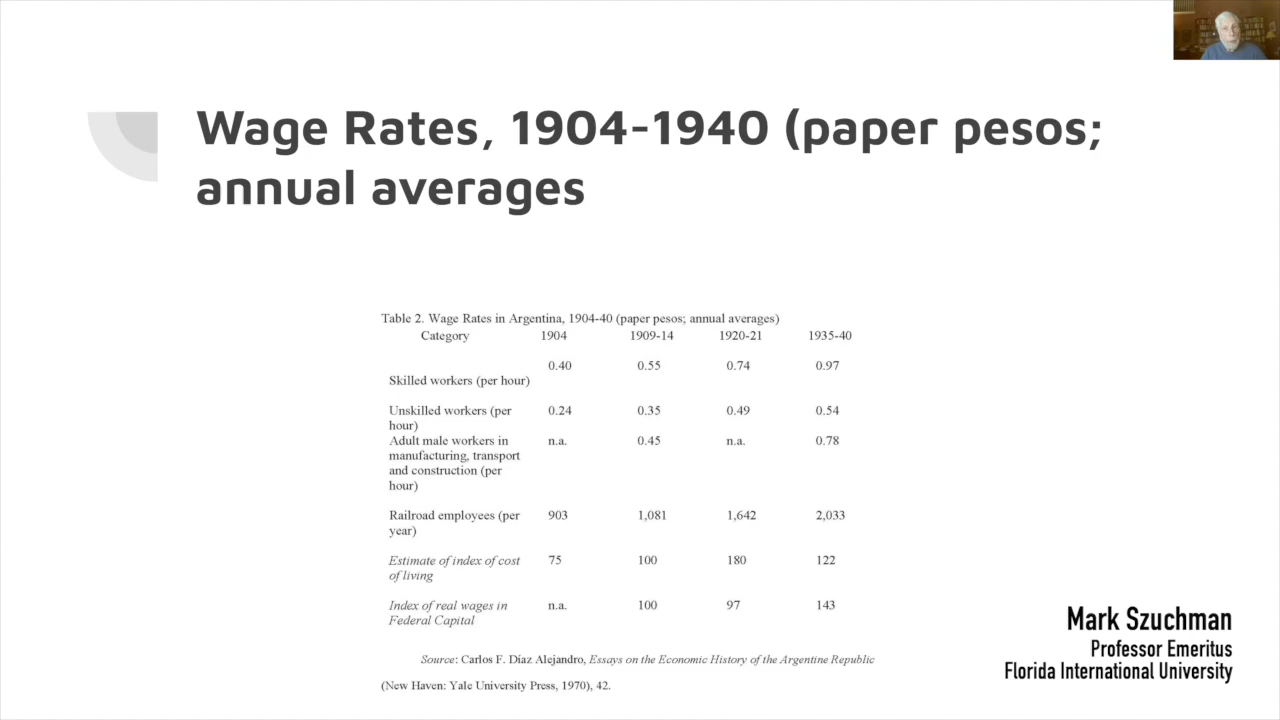 Wage Rates, 1904-1940 (paper pesos;
annual averages
Table 2. Wage Rates in Argentina, 1904-40 (paper pesos; annual averages)
Category 1904 1909-14 1920-21 1935-40
0.40 0.55 0.74 0.97
Skilled workers (per hour)
Unskilled workers (per 0.24 0.35 0.49 0.54
hour)
Adult male workers in n.a. 0.45 n.a. 0.78
manufacturing, transport
and construction (per
hour)
Railroad employees (per 903 1,081 1,642 2,033
year)
Estimate of index of cost 75 100 180 122
of living
Index of real wages in n.a. 100 97 143
Federal Capital
Source: Carlos F. Díaz Alejandro, Essays on the Economic History of the Argentine Republic
(New Haven: Yale University Press, 1970), 42.
Mark Szuchman
Professor Emeritus
Florida International University